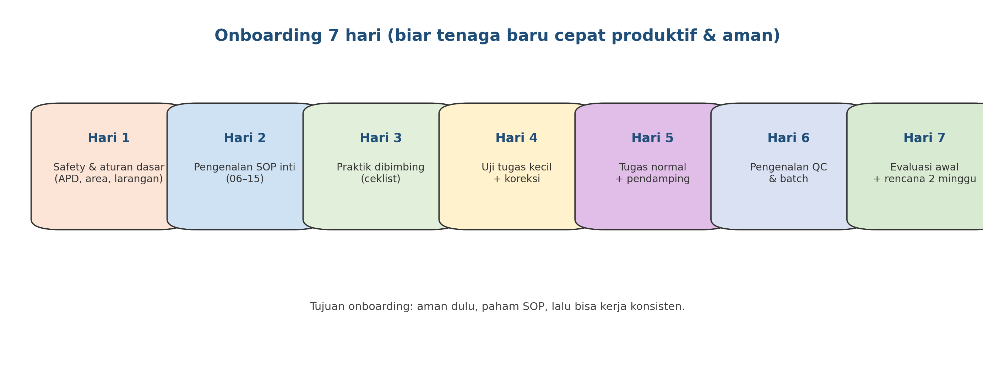 Onboarding 7 hari (biar tenaga baru cepat produktif & aman)
Hari 1
Safety & aturan dasar
(APD, area, larangan)
Hari 2
Pengenalan SOP inti
(06–15)
Hari 3
Praktik dibimbing
(ceklist)
Hari 4
Uji tugas kecil
+ koreksi
Hari 5
Tugas normal
+ pendamping
Hari 6
Pengenalan QC
& batch
Hari 7
Evaluasi awal
+ rencana 2 minggu
Tujuan onboarding: aman dulu, paham SOP, lalu bisa kerja konsisten.